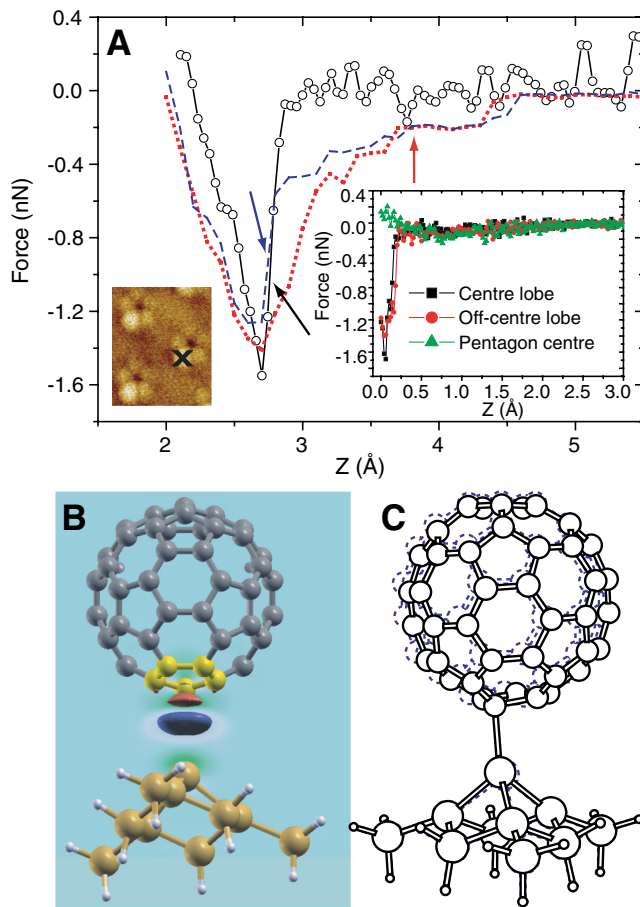 A
0.4
0.0
-0.4
-0.8
-1.2
-1.6
Force (nN)
2
3
4
5
Z (Å)
x
0.4
0.0
-0.4
-0.8
-1.2
-1.6
Force (nN)
Centre lobe
Off-centre lobe
Pentagon centre
0.0 0.5 1.0 1.5 2.0 2.5 3.0
Z (Å)
B
C